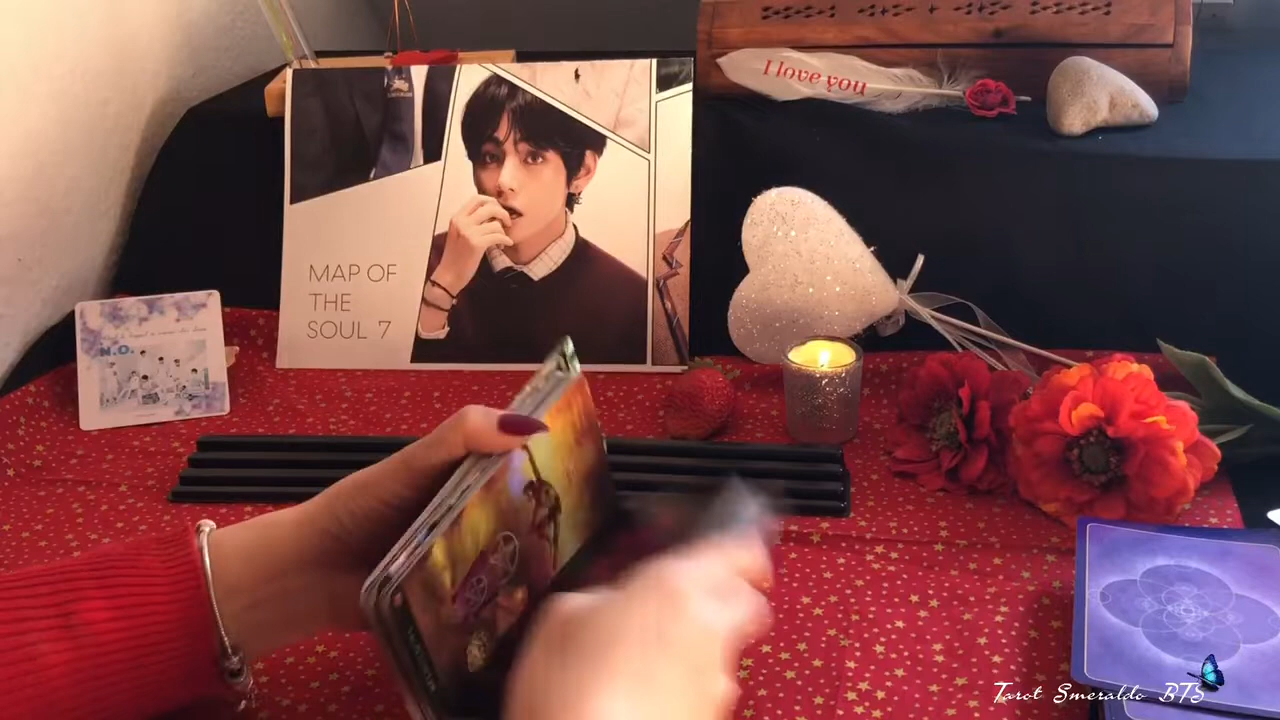 I love you
MAP OF
THE
SOUL 7
N.O.
Tarot Smeraldo BTS